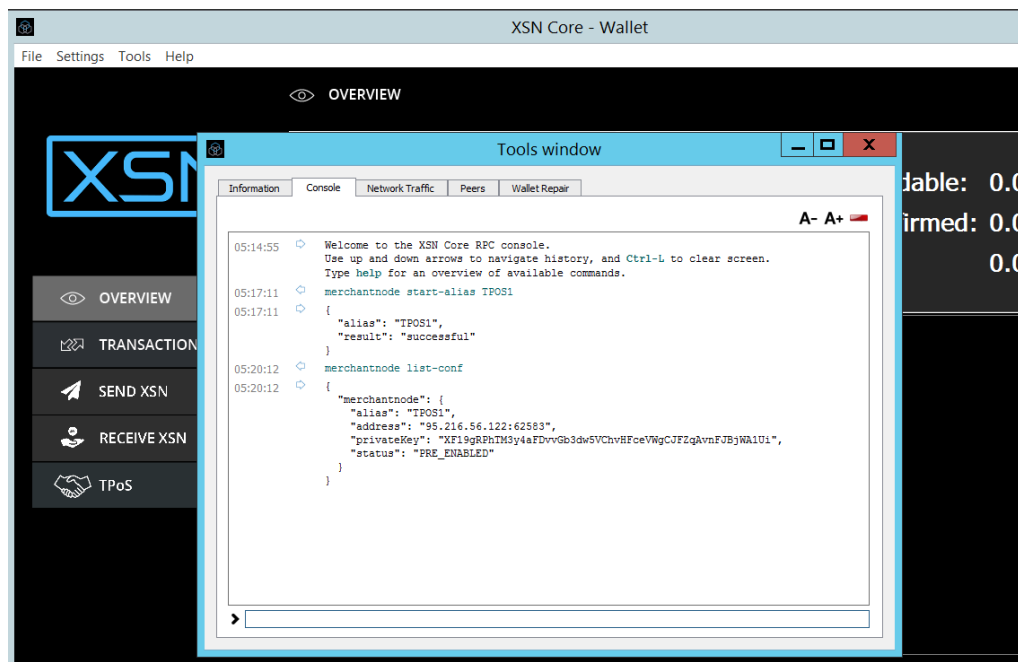 XSN Core - Wallet
File Settings Tools Help
OVERVIEW
XSN
dable: 0.0
firmed: 0.0
0.0
OVERVIEW
TRANSACTION
SEND XSN
RECEIVE XSN
TPoS
Tools window
Information Console Network Traffic Peers Wallet Repair
A- A+
05:14:55 Welcome to the XSN Core RPC console.
Use up and down arrows to navigate history, and Ctrl-L to clear screen.
Type help for an overview of available commands.
05:17:11 merchantnode start-alias TPOS1
05:17:11 {
"alias": "TPOS1",
"result": "successful"
}
05:20:12 merchantnode list-conf
05:20:12 {
"merchantnode": {
"alias": "TPOS1",
"address": "95.216.56.122:62583",
"privateKey": "XF19gRPhTM3y4aFDvvGb3dw5VChvHFceVWgCJFZqAvnFJBjWA1Ui",
"status": "PRE_ENABLED"
}
}